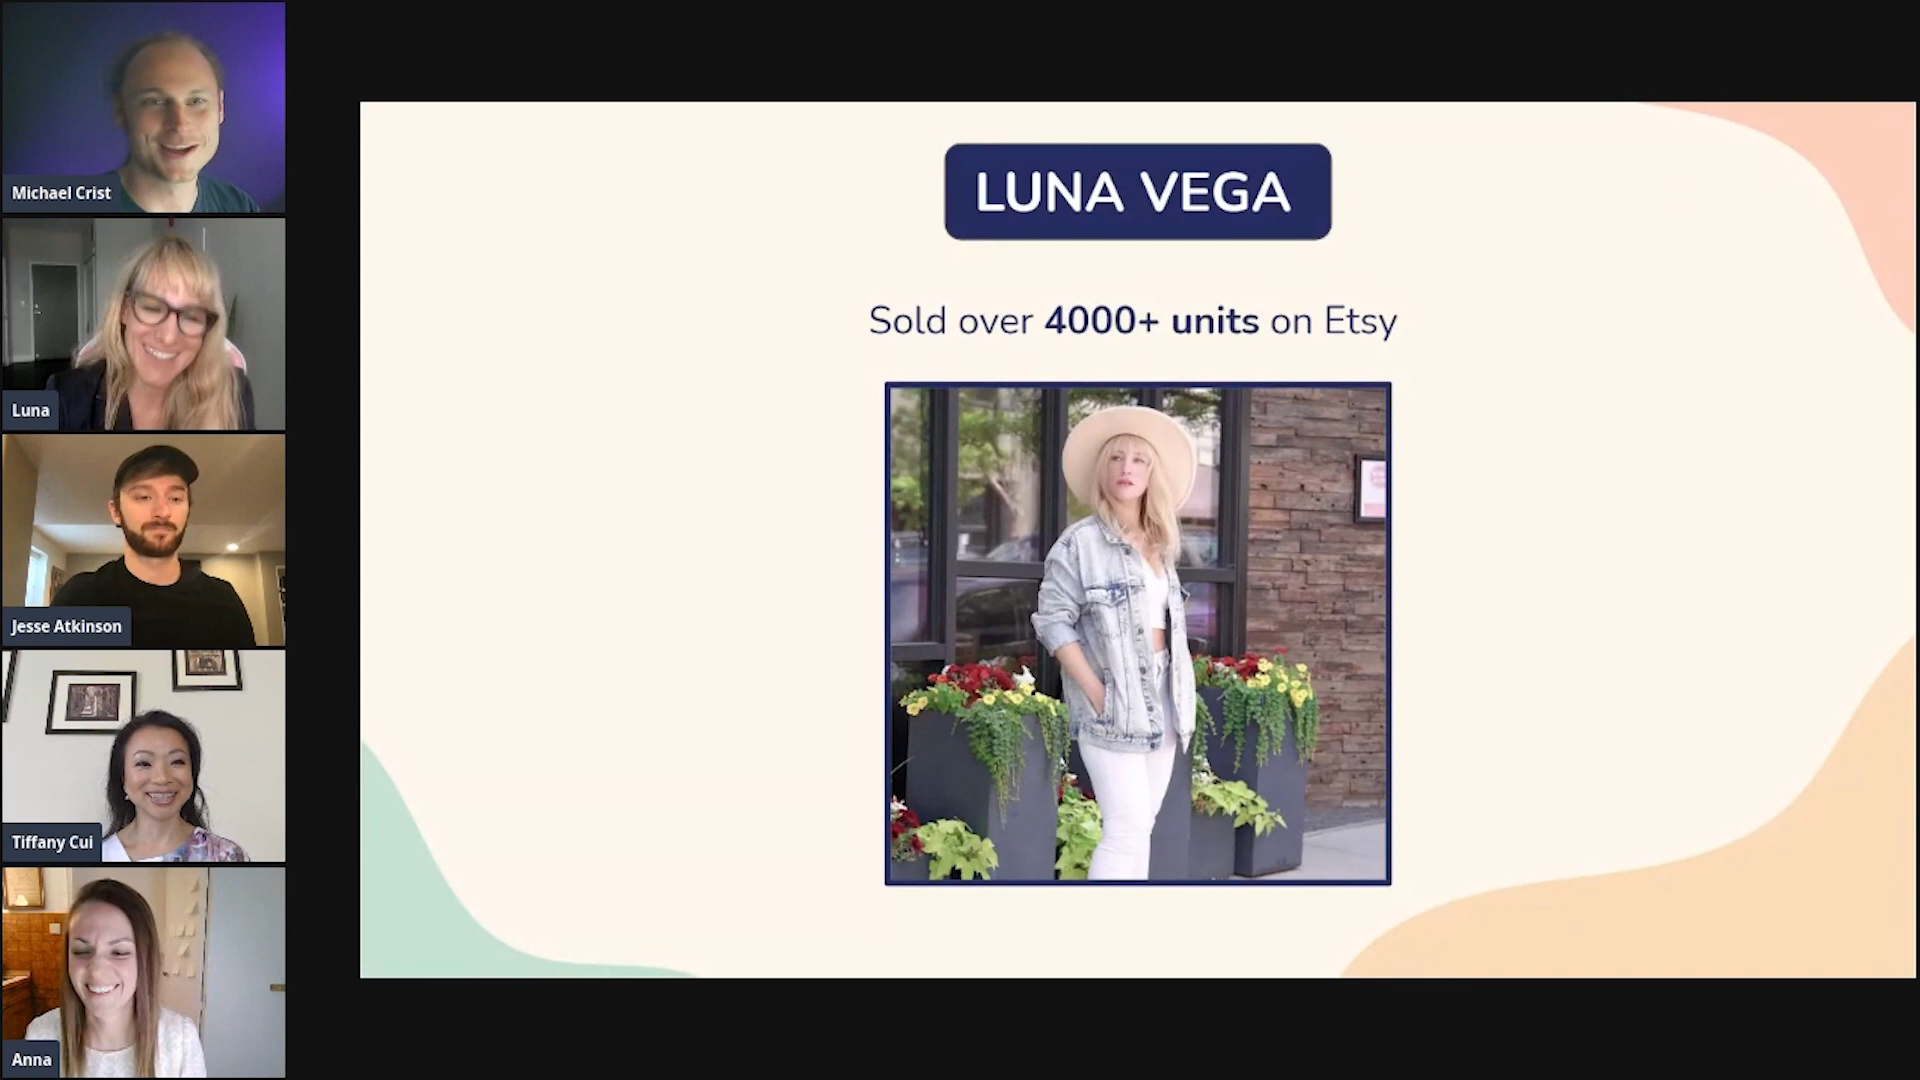 Michael Crist
Luna
Jesse Atkinson
Tiffany Cui
Anna
LUNA VEGA
Sold over 4000+ units on Etsy